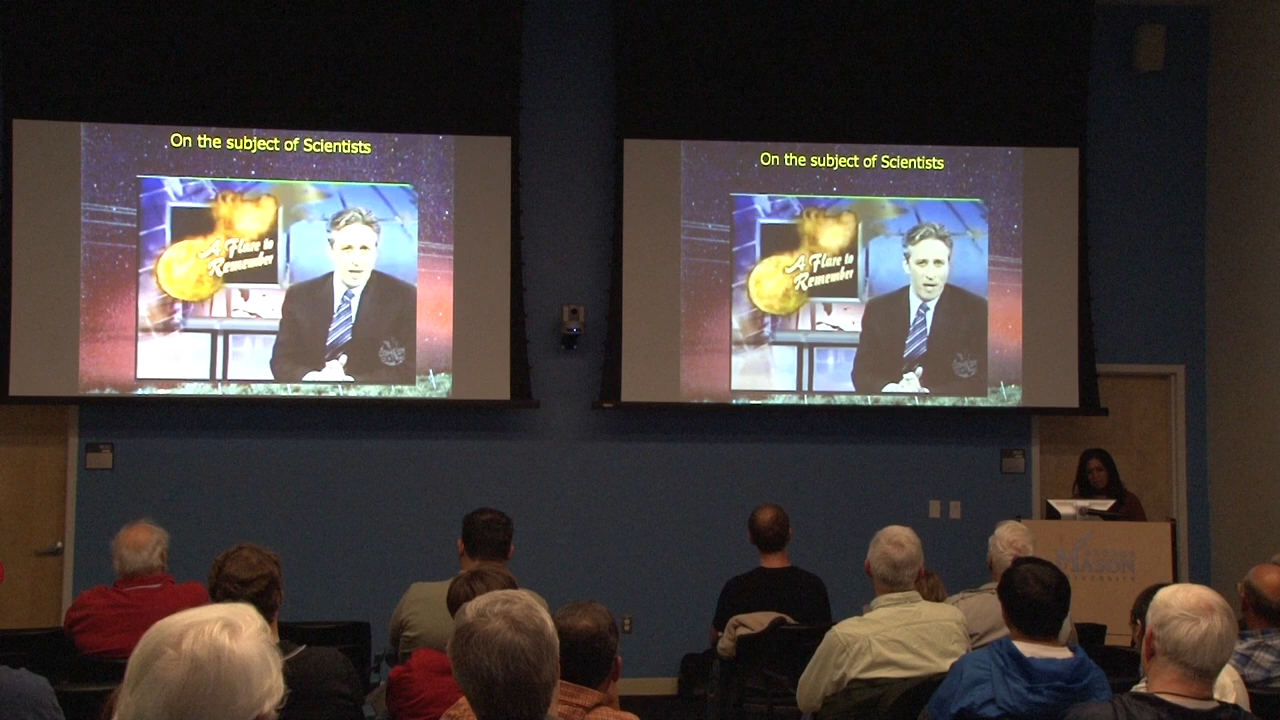 On the subject of Scientists
A Flare to
Remember
On the subject of Scientists
A Flare to
Remember
MASON